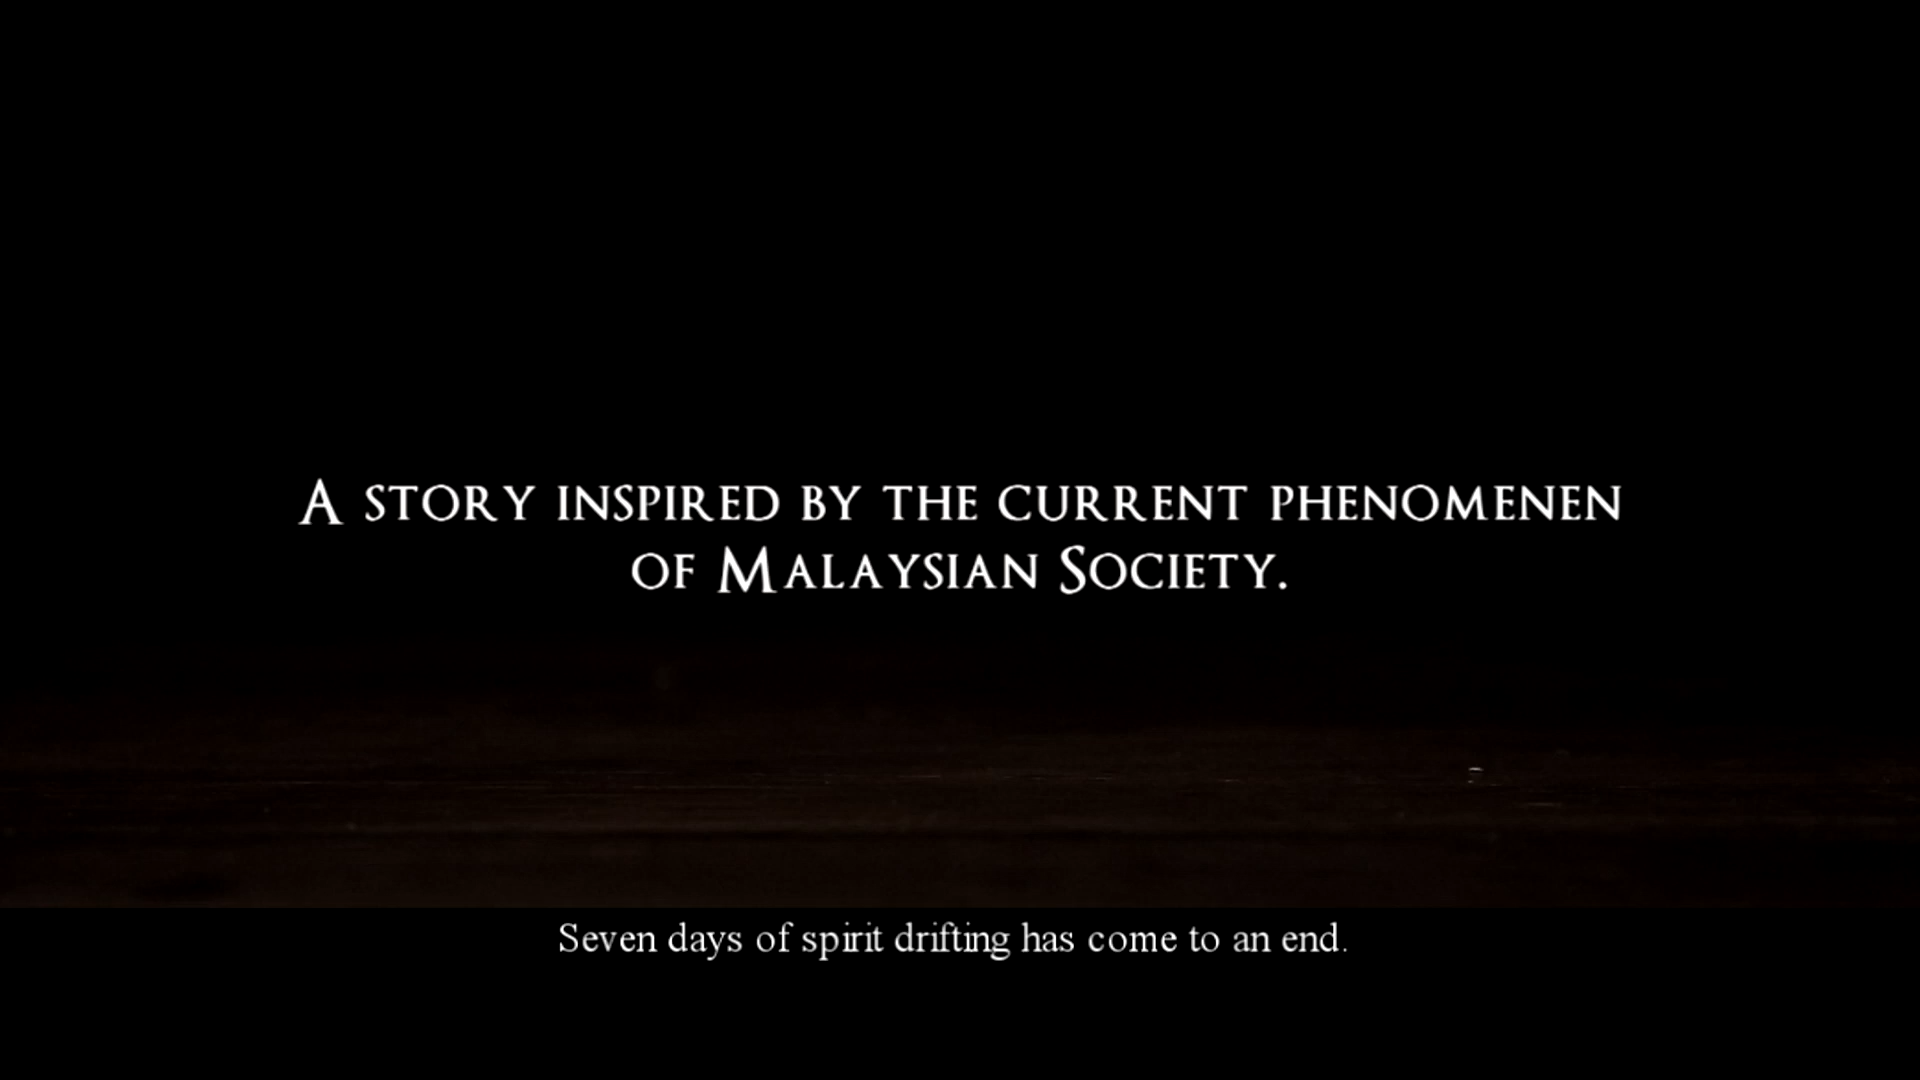 A STORY INSPIRED BY THE CURRENT PHENOMENEN
OF MALAYSIAN SOCIETY.
Seven days of spirit drifting has come to an end.